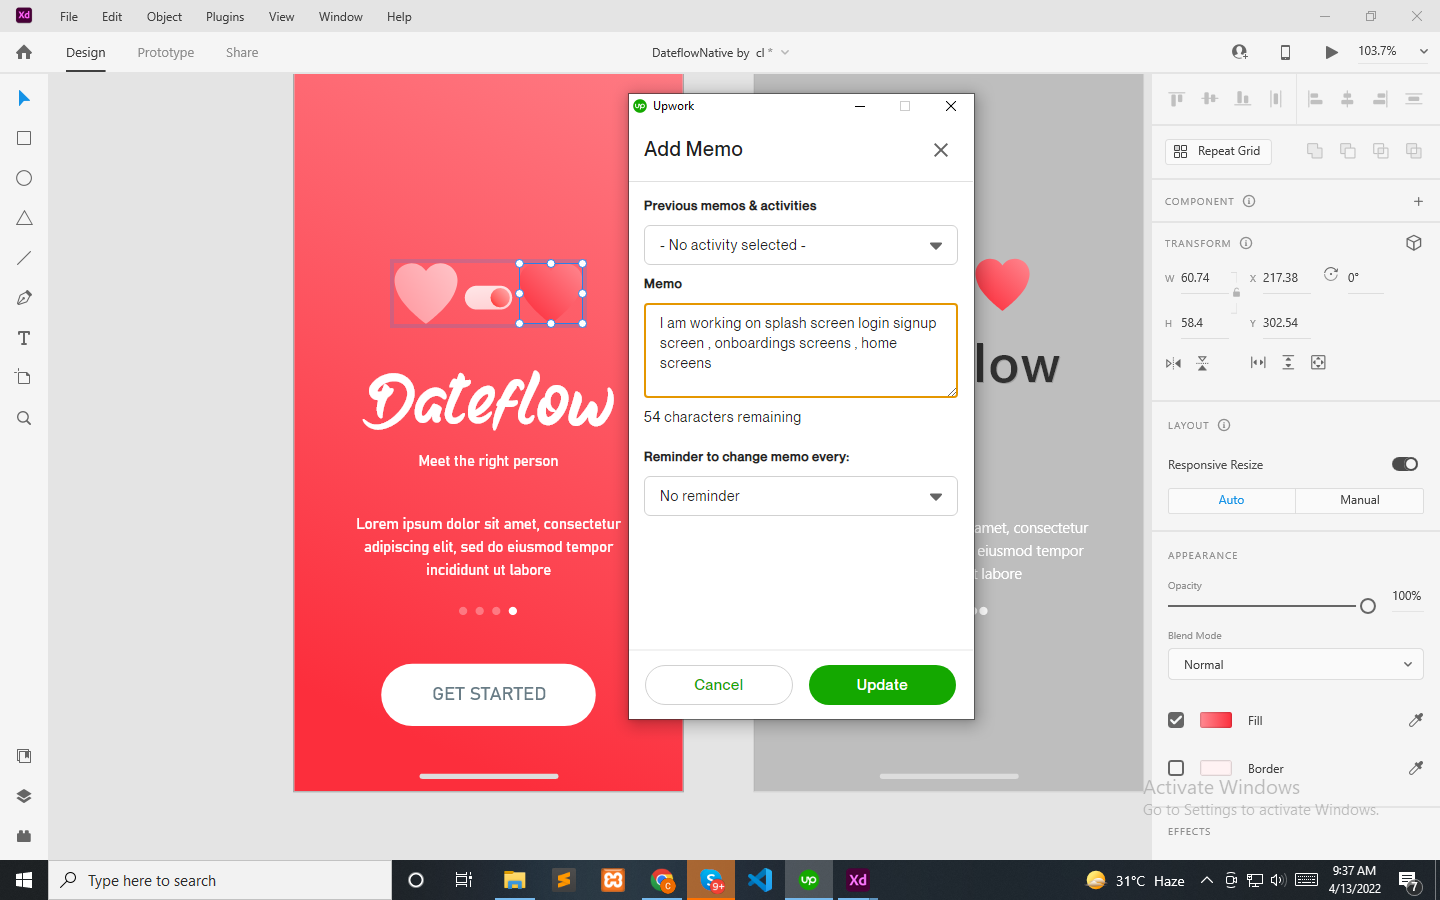 Xd File Edit Object Plugins View Window Help
Design Prototype Share
DateflowNative by cl *
103.7%
up Upwork
Add Memo
Previous memos & activities
- No activity selected -
Memo
I am working on splash screen login signup
screen , onboardings screens , home
screens
54 characters remaining
Reminder to change memo every:
No reminder
Cancel
Update
Dateflow
Meet the right person
Lorem ipsum dolor sit amet, consectetur
adipiscing elit, sed do eiusmod tempor
incididunt ut labore
GET STARTED
low
amet, consectetur
eiusmod tempor
t labore
Repeat Grid
COMPONENT
TRANSFORM
W 60.74 X 217.38 0°
H 58.4 Y 302.54
LAYOUT
Responsive Resize
Auto Manual
APPEARANCE
Opacity
100%
Blend Mode
Normal
Fill
Border
Activate Windows
Go to Settings to activate Windows.
EFFECTS
Type here to search
9+
up
Xd
31°C Haze
9:37 AM
4/13/2022
7